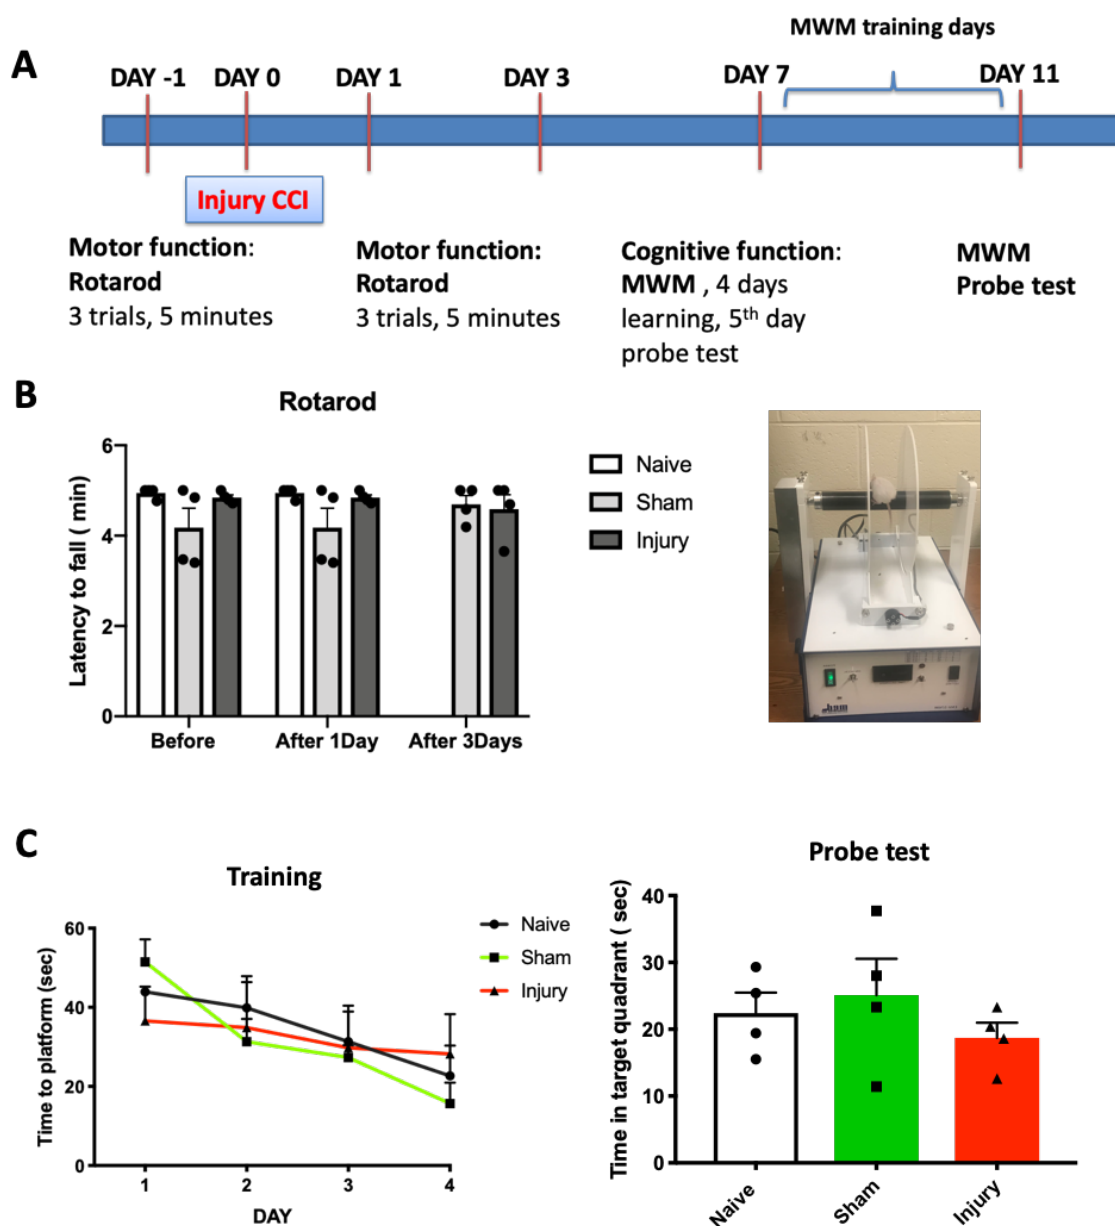 A
MWM training days
DAY -1 DAY 0 DAY 1 DAY 3 DAY 7 DAY 11
Injury CCI
Motor function:
Rotarod
3 trials, 5 minutes
Motor function:
Rotarod
3 trials, 5 minutes
Cognitive function:
MWM , 4 days
learning, 5th day
probe test
MWM
Probe test
B
Rotarod
Latency to fall ( min)
6
4
2
0
Before After 1Day After 3Days
Naive
Sham
Injury
C
Training
Time to platform (sec)
60
40
20
0
1 2 3 4
DAY
Naive
Sham
Injury
Probe test
Time in target quadrant ( sec)
40
30
20
10
0
Naive Sham Injury